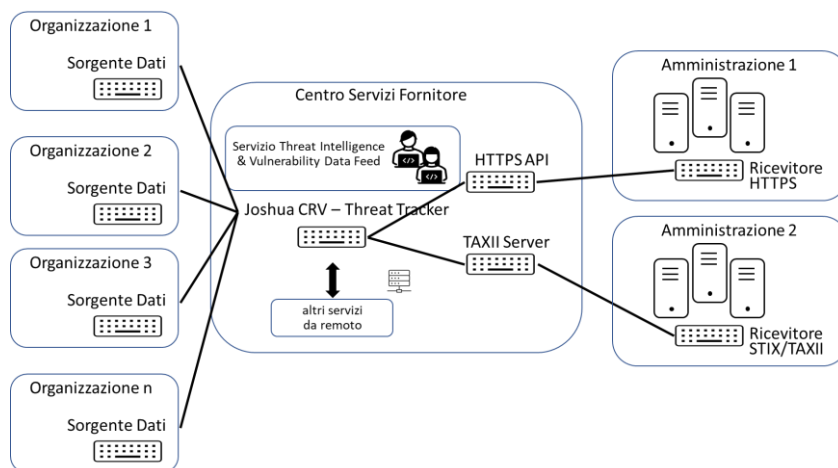 Organizzazione 1
Sorgente Dati
Organizzazione 2
Sorgente Dati
Organizzazione 3
Sorgente Dati
Organizzazione n
Sorgente Dati
Centro Servizi Fornitore
Servizio Threat Intelligence
& Vulnerability Data Feed
Joshua CRV – Threat Tracker
altri servizi
da remoto
HTTPS API
TAXII Server
Amministrazione 1
Ricevitore
HTTPS
Amministrazione 2
Ricevitore
STIX/TAXII